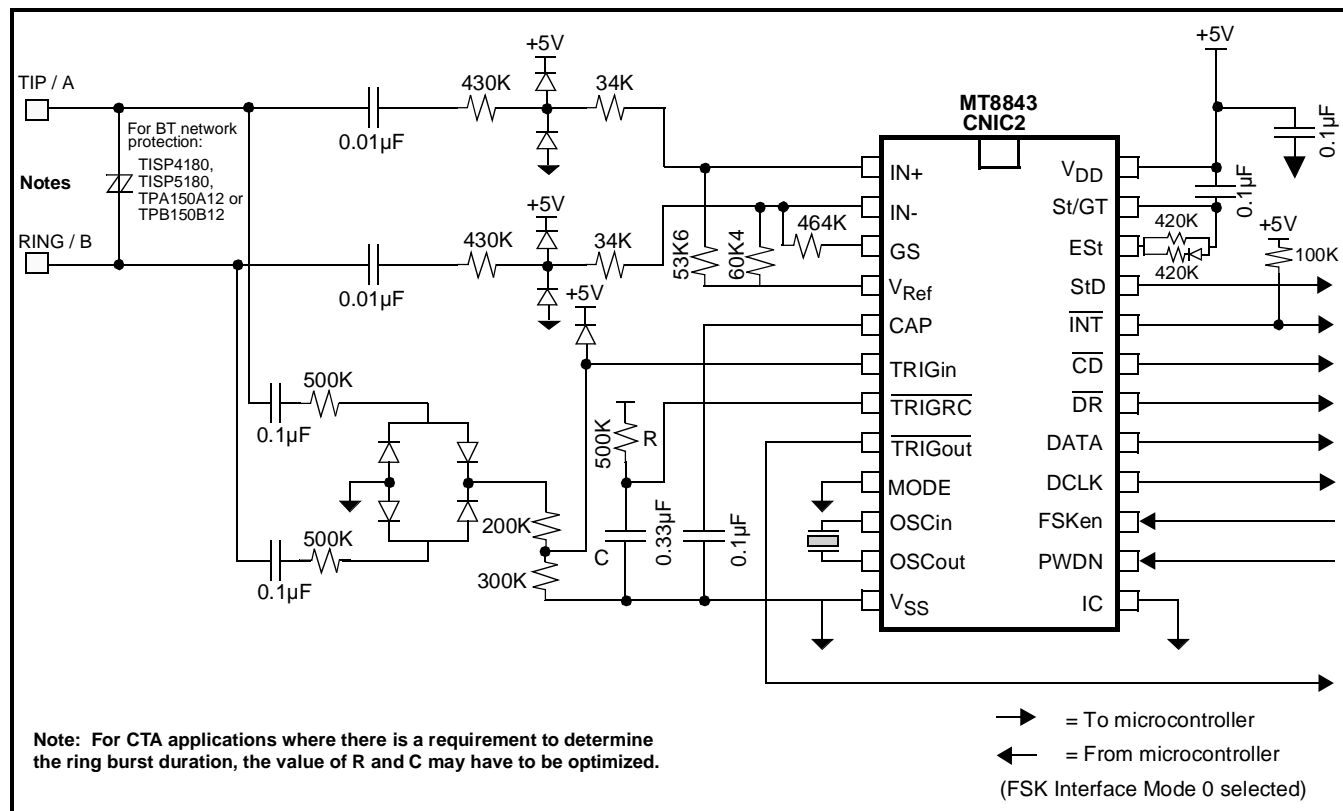 TIP / A
For BT network
protection:
TISP4180,
TISP5180,
TPA150A12 or
TPB150B12
Notes
RING / B
0.01µF
430K
+5V
34K
0.01µF
430K
+5V
34K
+5V
53K6
60K4
464K
0.1µF
500K
0.1µF
500K
200K
300K
500K
R
C
0.33µF
0.1µF
MT8843
CNIC2
IN+
IN-
GS
VRef
CAP
TRIGin
TRIGRC
TRIGout
MODE
OSCin
OSCout
VSS
VDD
St/GT
ESt
StD
INT
CD
DR
DATA
DCLK
FSKen
PWDN
IC
+5V
0.1µF
0.1µF
420K
420K
+5V
100K
Note: For CTA applications where there is a requirement to determine
the ring burst duration, the value of R and C may have to be optimized.
= To microcontroller
= From microcontroller
(FSK Interface Mode 0 selected)